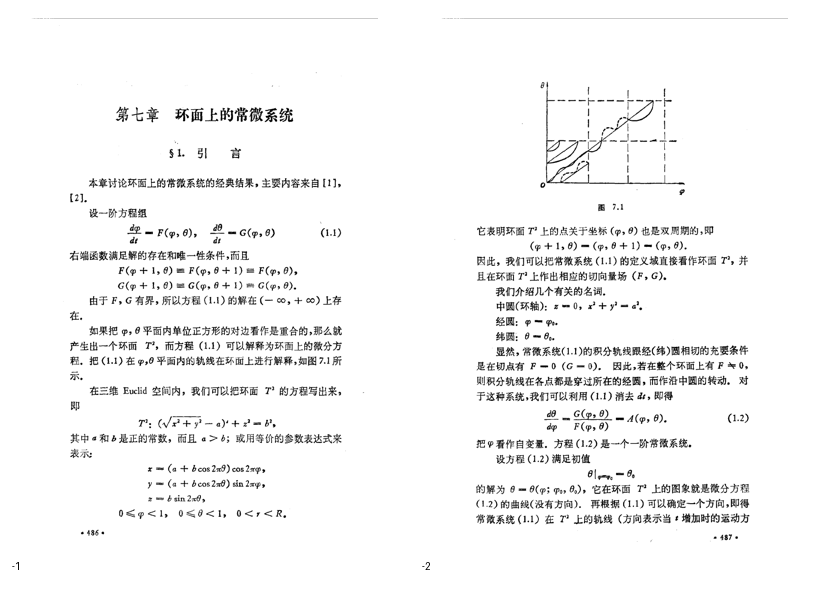 第七章 环面上的常微系统
§1. 引 言
本章讨论环面上的常微系统的经典结果，主要内容来自 [1],
[2].
设一阶方程组
dφ/dt = F(φ, θ), dθ/dt = G(φ, θ) (1.1)
右端函数满足解的存在和唯一性条件，而且
F(φ + 1, θ) ≡ F(φ, θ + 1) ≡ F(φ, θ),
G(φ + 1, θ) ≡ G(φ, θ + 1) ≡ G(φ, θ).
由于 F, G 有界，所以方程 (1.1) 的解在 (−∞, +∞) 上存
在.
如果把 φ, θ 平面内单位正方形的对边看作是重合的，那么就
产生出一个环面 T², 而方程 (1.1) 可以解释为环面上的微分方
程. 把 (1.1) 在 φ,θ 平面内的轨线在环面上进行解释，如图 7.1 所
示.
在三维 Euclid 空间内，我们可以把环面 T² 的方程写出来，
即
T²: (√x² + y² − a)² + z² = b²,
其中 a 和 b 是正的常数，而且 a > b; 或用等价的参数表达式来
表示:
x = (a + b cos 2πθ) cos 2πφ,
y = (a + b cos 2πθ) sin 2πφ,
z = b sin 2πθ,
0 ≤ φ < 1, 0 ≤ θ < 1, 0 < r < R.
• 486 •
-1
θ
0
φ
图 7.1
它表明环面 T² 上的点关于坐标 (φ, θ) 也是双周期的，即
(φ + 1, θ) = (φ, θ + 1) = (φ, θ).
因此，我们可以把常微系统 (1.1) 的定义域直接看作环面 T², 并
且在环面 T² 上作出相应的切向量场 (F, G).
我们介绍几个有关的名词.
中圆(环轴): z = 0, x² + y² = a².
经圆: φ = φ₀.
纬圆: θ = θ₀.
显然，常微系统(1.1)的积分轨线跟经(纬)圆相切的充要条件
是在切点有 F = 0 (G = 0). 因此，若在整个环面上有 F ≠ 0,
则积分轨线在各点都是穿过所在的经圆，而作沿中圆的转动. 对
于这种系统，我们可以利用 (1.1) 消去 dt, 即得
dθ/dφ = G(φ, θ)/F(φ, θ) = A(φ, θ). (1.2)
把 φ 看作自变量. 方程 (1.2) 是一个一阶常微系统.
设方程 (1.2) 满足初值
θ|φ=φ₀ = θ₀
的解为 θ = θ(φ; φ₀, θ₀), 它在环面 T² 上的图象就是微分方程
(1.2) 的曲线(没有方向). 再根据 (1.1) 可以确定一个方向，即得
常微系统 (1.1) 在 T² 上的轨线 (方向表示当 t 增加时的运动方
• 487 •
-2